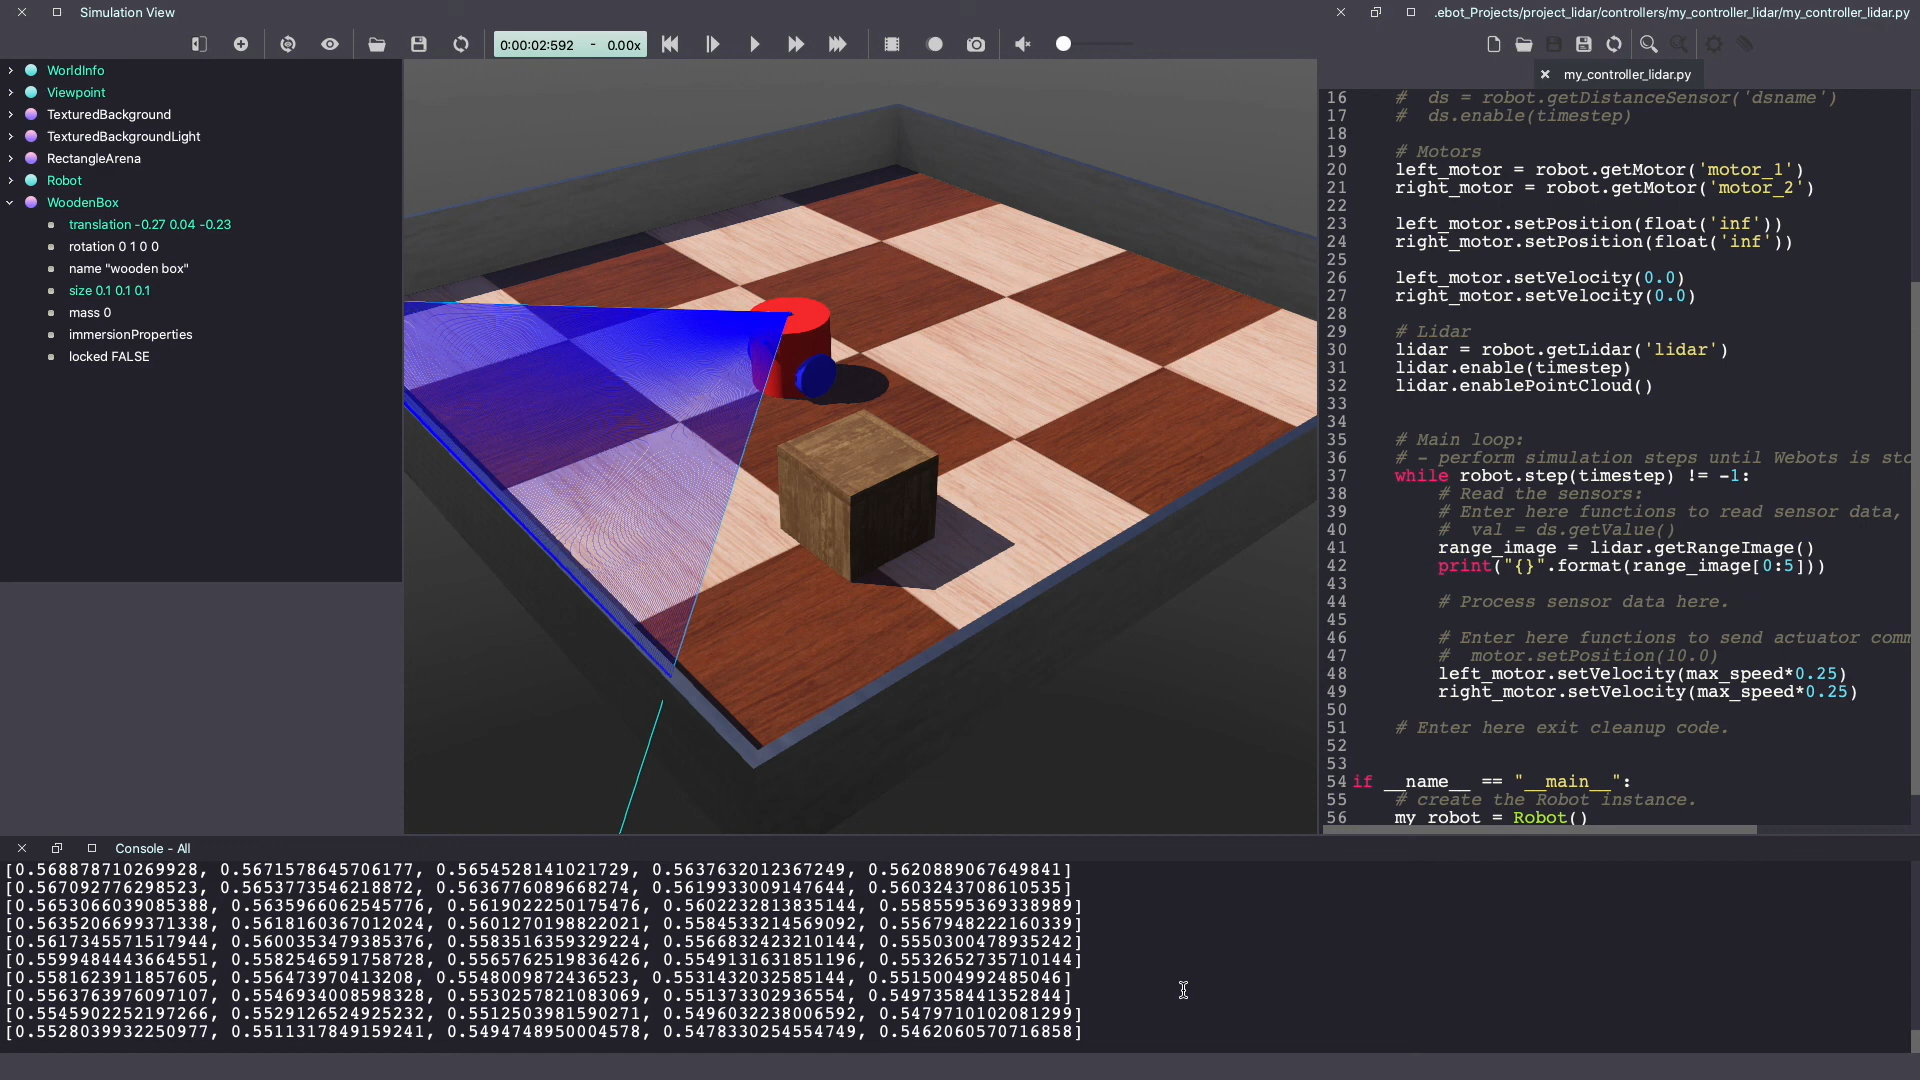 Simulation View
.ebot_Projects/project_lidar/controllers/my_controller_lidar/my_controller_lidar.py
0:00:02:592 - 0.00x
my_controller_lidar.py
WorldInfo
Viewpoint
TexturedBackground
TexturedBackgroundLight
RectangleArena
Robot
WoodenBox
translation -0.27 0.04 -0.23
rotation 0 1 0 0
name "wooden box"
size 0.1 0.1 0.1
mass 0
immersionProperties
locked FALSE
16 # ds = robot.getDistanceSensor('dsname')
17 # ds.enable(timestep)
18
19 # Motors
20 left_motor = robot.getMotor('motor_1')
21 right_motor = robot.getMotor('motor_2')
22
23 left_motor.setPosition(float('inf'))
24 right_motor.setPosition(float('inf'))
25
26 left_motor.setVelocity(0.0)
27 right_motor.setVelocity(0.0)
28
29 # Lidar
30 lidar = robot.getLidar('lidar')
31 lidar.enable(timestep)
32 lidar.enablePointCloud()
33
34
35 # Main loop:
36 # - perform simulation steps until Webots is sto
37 while robot.step(timestep) != -1:
38 # Read the sensors:
39 # Enter here functions to read sensor data,
40 # val = ds.getValue()
41 range_image = lidar.getRangeImage()
42 print("{}".format(range_image[0:5]))
43
44 # Process sensor data here.
45
46 # Enter here functions to send actuator comm
47 # motor.setPosition(10.0)
48 left_motor.setVelocity(max_speed*0.25)
49 right_motor.setVelocity(max_speed*0.25)
50
51 # Enter here exit cleanup code.
52
53
54 if __name__ == "__main__":
55 # create the Robot instance.
56 my_robot = Robot()
Console - All
[0.568878710269928, 0.5671578645706177, 0.5654528141021729, 0.5637632012367249, 0.5620889067649841]
[0.567092776298523, 0.5653773546218872, 0.5636776089668274, 0.5619933009147644, 0.5603243708610535]
[0.5653066039085388, 0.5635966062545776, 0.5619022250175476, 0.5602232813835144, 0.5585595369338989]
[0.5635206699371338, 0.5618160367012024, 0.5601270198822021, 0.5584533214569092, 0.5567948222160339]
[0.5617345571517944, 0.5600353479385376, 0.5583516359329224, 0.5566832423210144, 0.5550300478935242]
[0.5599484443664551, 0.5582546591758728, 0.5565762519836426, 0.5549131631851196, 0.5532652735710144]
[0.5581623911857605, 0.556473970413208, 0.5548009872436523, 0.5531432032585144, 0.5515004992485046]
[0.5563763976097107, 0.5546934008598328, 0.5530257821083069, 0.551373302936554, 0.5497358441352844]
[0.5545902252197266, 0.5529126524925232, 0.5512503981590271, 0.5496032238006592, 0.5479710102081299]
[0.55280399322509​77, 0.5511317849159241, 0.5494748950004578, 0.5478330254554749, 0.5462060570716858]